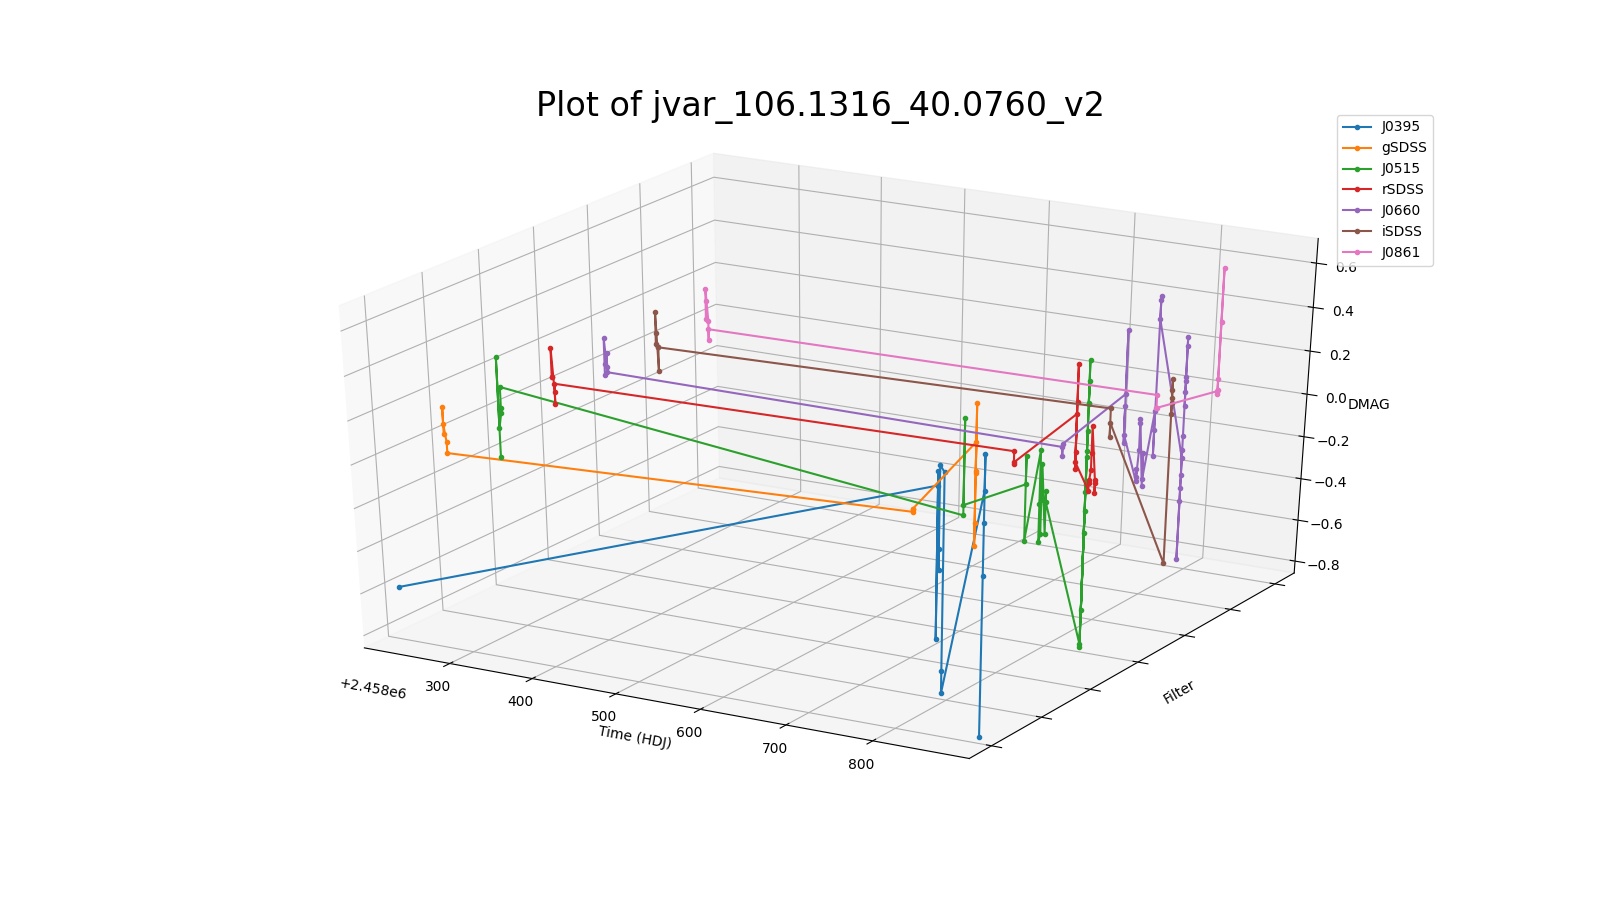 Plot of jvar_106.1316_40.0760_v2
J0395
gSDSS
J0515
rSDSS
J0660
iSDSS
J0861
0.6
0.4
0.2
0.0
DMAG
−0.2
−0.4
−0.6
−0.8
Filter
+2.458e6
300
400
500
600
700
800
Time (HDJ)